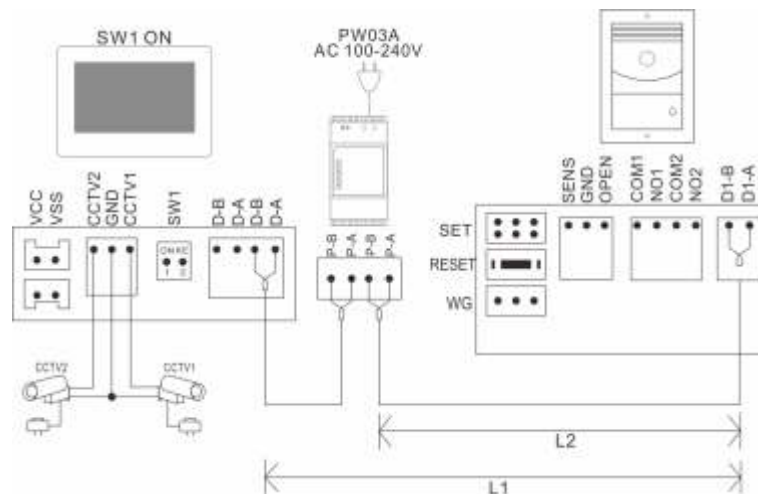 SW1 ON
PW03A
AC 100-240V
VCC
VSS
CCTV2
GND
CCTV1
SW1
D-B
D-A
D-B
D-A
P-B
P-A
P-B
P-A
SENS
GND
OPEN
COM1
NO1
COM2
NO2
D1-B
D1-A
SET
RESET
WG
1
CCTV2
CCTV1
L2
L1